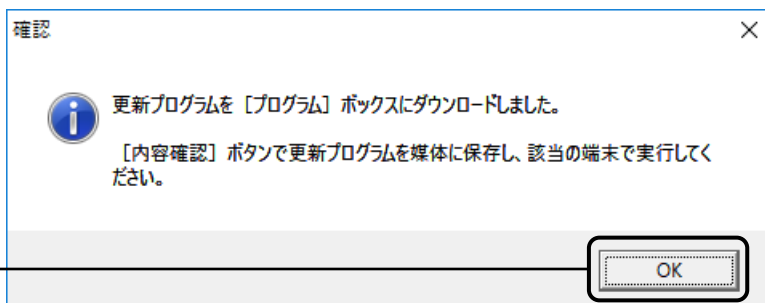 確認
更新プログラムを［プログラム］ボックスにダウンロードしました。
［内容確認］ボタンで更新プログラムを媒体に保存し、該当の端末で実行してく
ださい。
OK